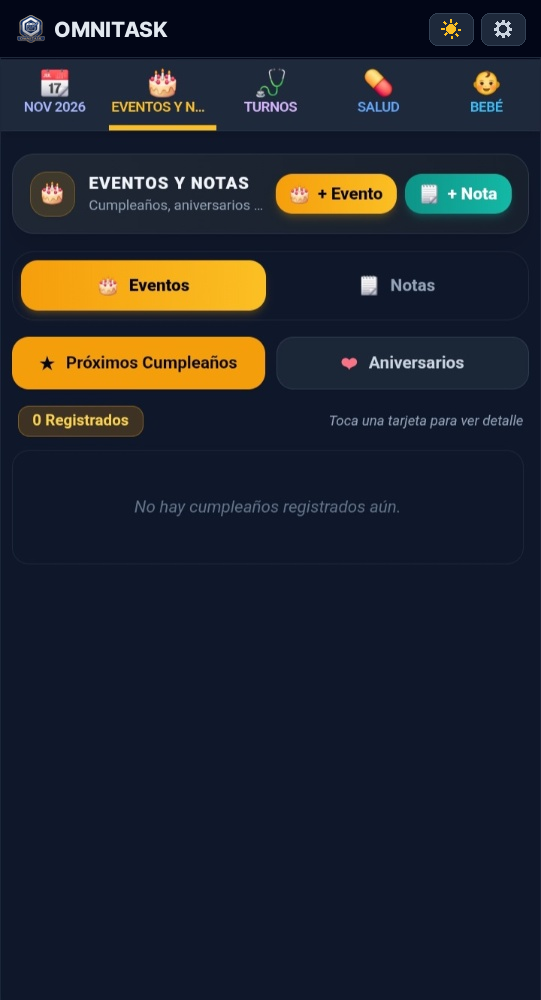 OMNITASK
NOV 2026
EVENTOS Y N...
TURNOS
SALUD
BEBÉ
EVENTOS Y NOTAS
Cumpleaños, aniversarios ...
+ Evento
+ Nota
Eventos
Notas
★ Próximos Cumpleaños
Aniversarios
0 Registrados
Toca una tarjeta para ver detalle
No hay cumpleaños registrados aún.